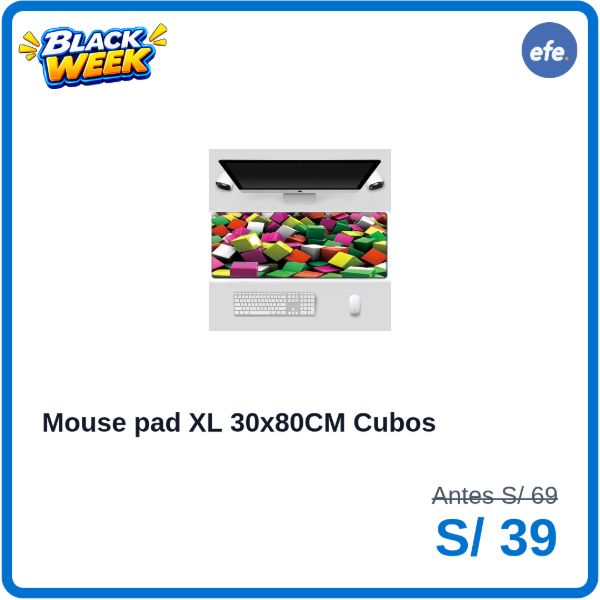 BLACK
WEEK
efe.
Mouse pad XL 30x80CM Cubos
Antes S/ 69
S/ 39